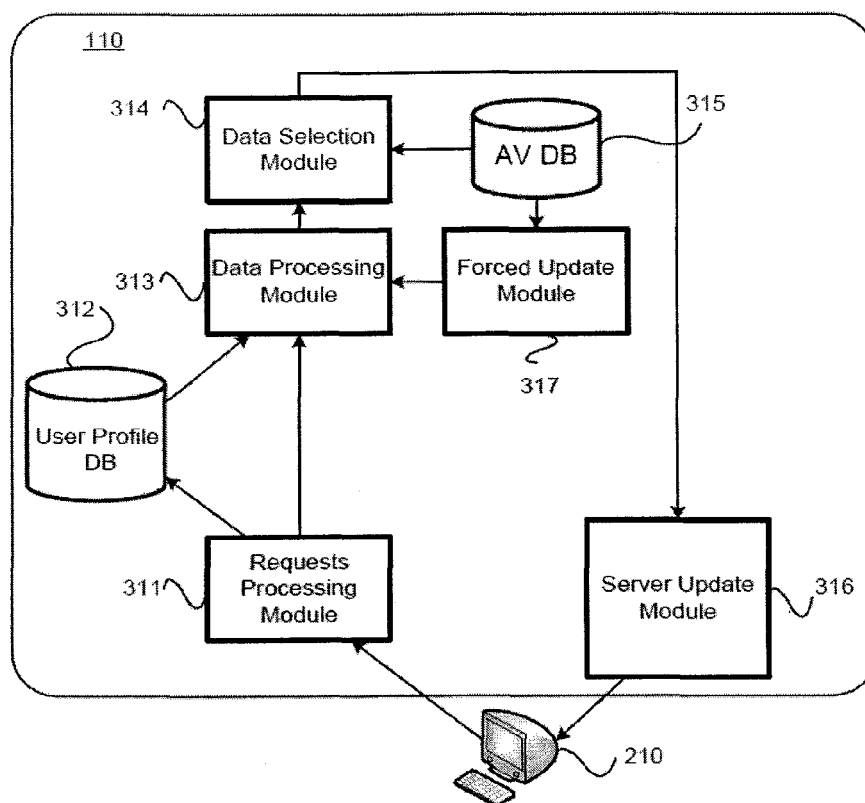 110
314
Data Selection
Module
AV DB
315
313
Data Processing
Module
Forced Update
Module
317
312
User Profile
DB
311
Requests
Processing
Module
Server Update
Module
316
210